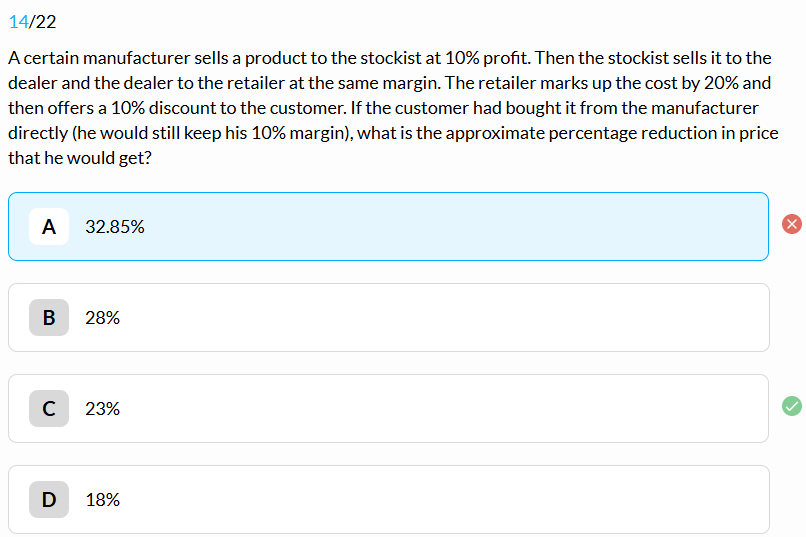 14/22
A certain manufacturer sells a product to the stockist at 10% profit. Then the stockist sells it to the
dealer and the dealer to the retailer at the same margin. The retailer marks up the cost by 20% and
then offers a 10% discount to the customer. If the customer had bought it from the manufacturer
directly (he would still keep his 10% margin), what is the approximate percentage reduction in price
that he would get?
A 32.85%
B 28%
C 23%
D 18%